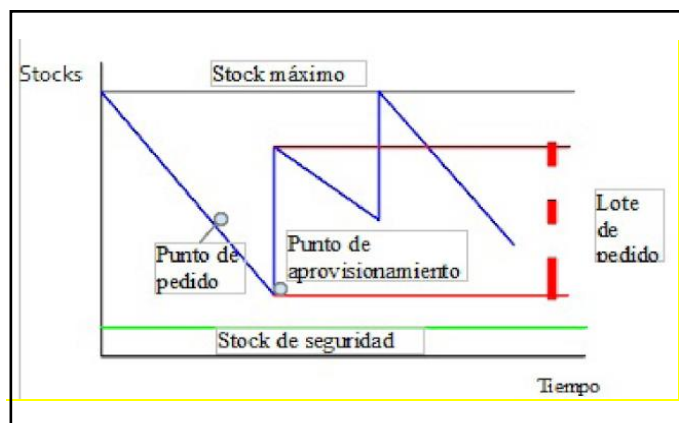 Stocks
Stock máximo
Punto de
pedido
Punto de
aprovisionamiento
Lote
de
pedido
Stock de seguridad
Tiempo